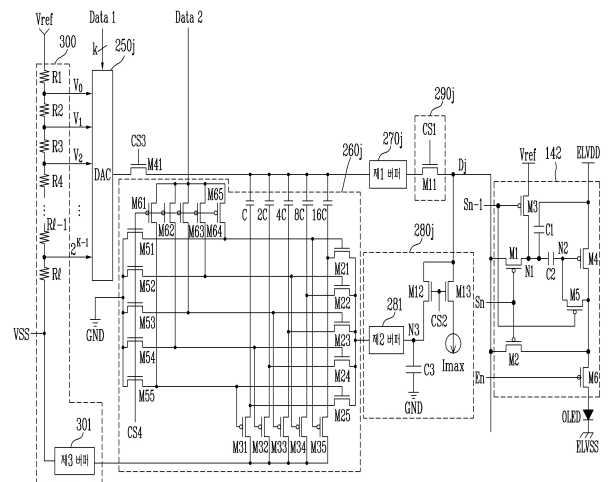 Vref
Data 1
Data 2
300
k
250j
R1
V0
R2
V1
R3
V2
R4
Rℓ-1
2K-1
Rℓ
DAC
CS3
M41
VSS
GND
301
제3 버퍼
M61
M62
M63
M64
M65
M51
M52
M53
M54
M55
CS4
C
2C
4C
8C
16C
260j
M21
M22
M23
M24
M25
M31
M32
M33
M34
M35
270j
제1 버퍼
290j
CS1
M11
Dj
280j
281
제2 버퍼
N3
M12
M13
CS2
C3
GND
Imax
142
Vref
ELVDD
Sn-1
M3
C1
M1
N1
C2
N2
M4
M5
Sn
M2
En
M6
OLED
ELVSS